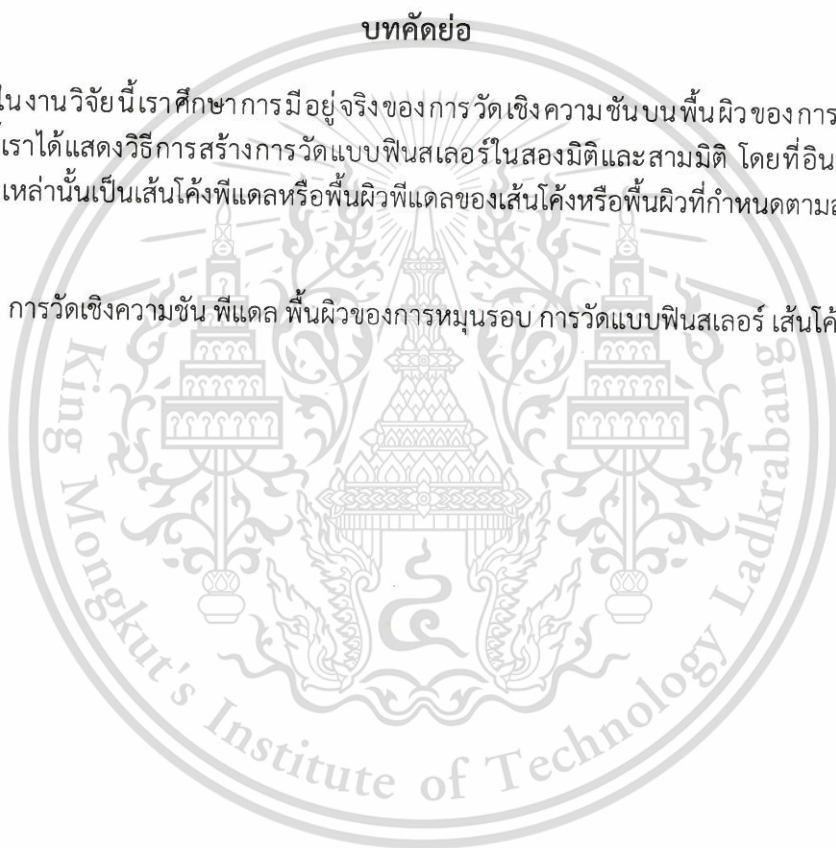 บทคัดย่อ
ในงานวิจัยนี้เราศึกษาการมีอยู่จริงของการวัดเชิงความชันบนพื้นผิวของการ
เราได้แสดงวิธีการสร้างการวัดแบบฟินสเลอร์ในสองมิติและสามมิติ โดยที่อิน
เหล่านั้นเป็นเส้นโค้งพีแดลหรือพื้นผิวพีแดลของเส้นโค้งหรือพื้นผิวที่กำหนดตาม
การวัดเชิงความชัน พีแดล พื้นผิวของการหมุนรอบ การวัดแบบฟินสเลอร์ เส้นโค้
King Mongkut's Institute of Technology Ladkrabang